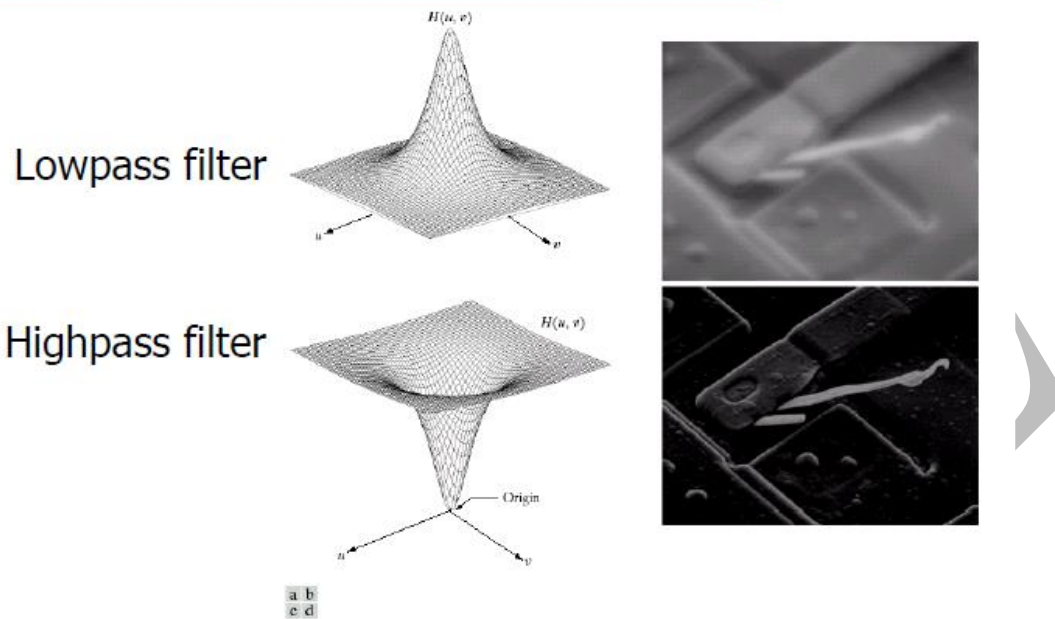 H(u, v)
Lowpass filter
u
v
Highpass filter
H(u, v)
Origin
u
v
a b
c d